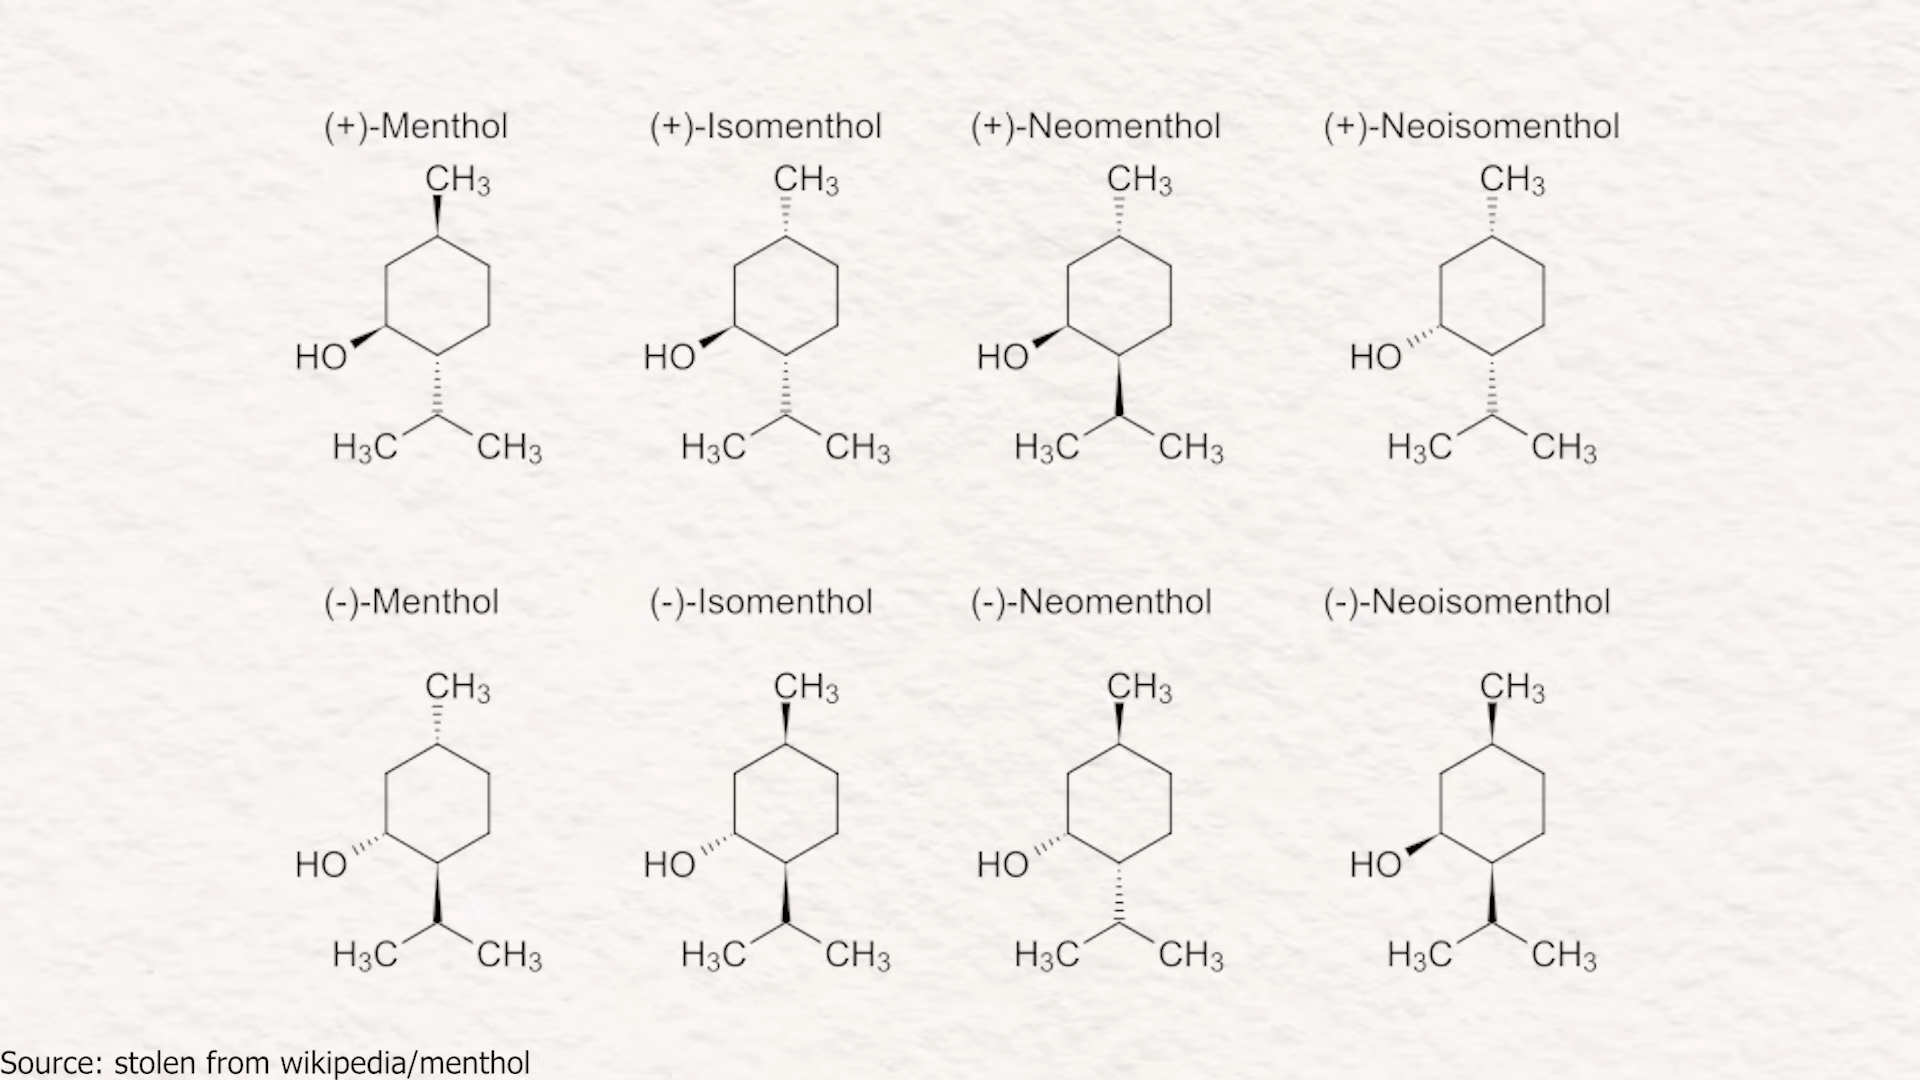 (+)-Menthol (+)-Isomenthol (+)-Neomenthol (+)-Neoisomenthol
CH3 CH3 CH3 CH3
HO HO HO HO
H3C CH3 H3C CH3 H3C CH3 H3C CH3
(-)-Menthol (-)-Isomenthol (-)-Neomenthol (-)-Neoisomenthol
CH3 CH3 CH3 CH3
HO HO HO HO
H3C CH3 H3C CH3 H3C CH3 H3C CH3
Source: stolen from wikipedia/menthol